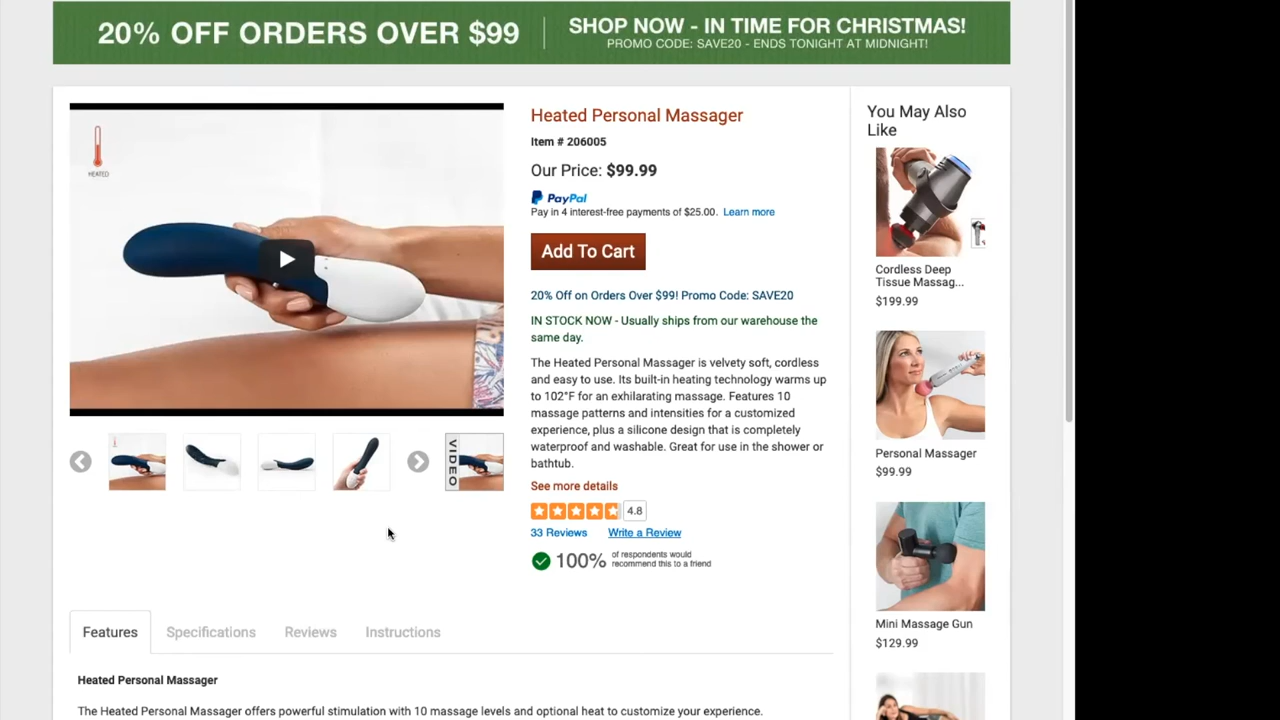 20% OFF ORDERS OVER $99
SHOP NOW - IN TIME FOR CHRISTMAS!
PROMO CODE: SAVE20 - ENDS TONIGHT AT MIDNIGHT!
HEATED
VIDEO
Heated Personal Massager
Item # 206005
Our Price: $99.99
PayPal
Pay in 4 interest-free payments of $25.00. Learn more
Add To Cart
20% Off on Orders Over $99! Promo Code: SAVE20
IN STOCK NOW - Usually ships from our warehouse the
same day.
The Heated Personal Massager is velvety soft, cordless
and easy to use. Its built-in heating technology warms up
to 102°F for an exhilarating massage. Features 10
massage patterns and intensities for a customized
experience, plus a silicone design that is completely
waterproof and washable. Great for use in the shower or
bathtub.
See more details
4.8
33 Reviews Write a Review
100% of respondents would
recommend this to a friend
You May Also
Like
Cordless Deep
Tissue Massag...
$199.99
Personal Massager
$99.99
Mini Massage Gun
$129.99
Features Specifications Reviews Instructions
Heated Personal Massager
The Heated Personal Massager offers powerful stimulation with 10 massage levels and optional heat to customize your experience.